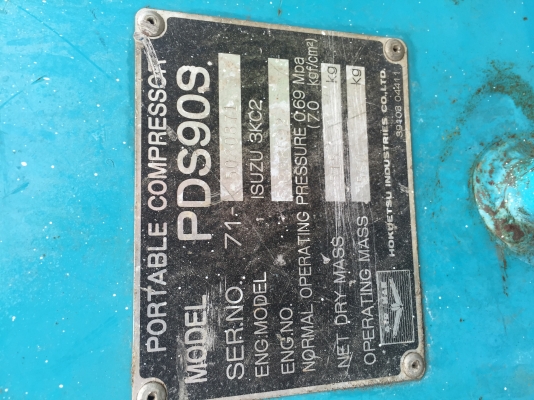 PORTABLE COMPRESSOR
MODEL PDS90S
SER.NO. 71-
ENG·MODEL ISUZU 3KC2
ENG.NO.
NORMAL OPERATING PRESSURE 0.69 Mpa
(7.0 kgf/cm²)
NET DRY MASS kg
OPERATING MASS kg
HOKUETSU INDUSTRIES CO.,LTD.